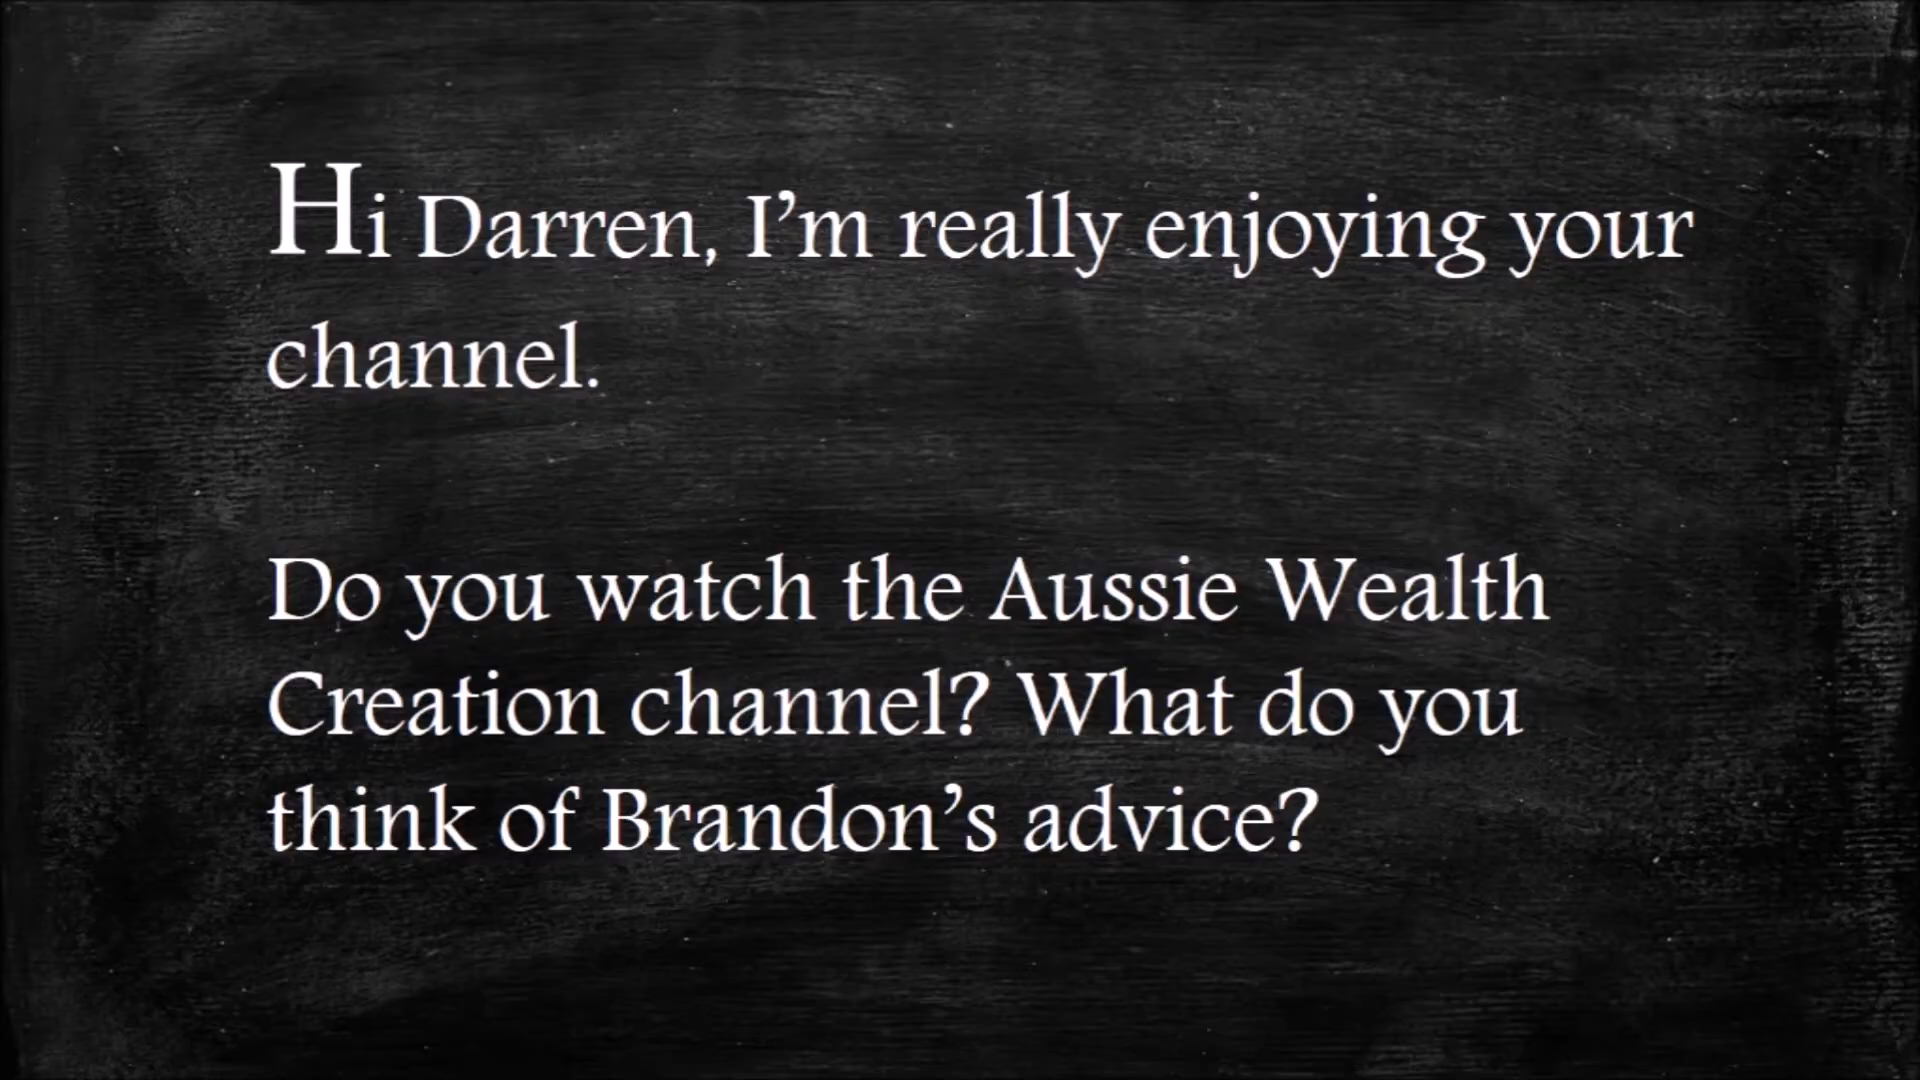 Hi Darren, I’m really enjoying your
channel.
Do you watch the Aussie Wealth
Creation channel? What do you
think of Brandon’s advice?